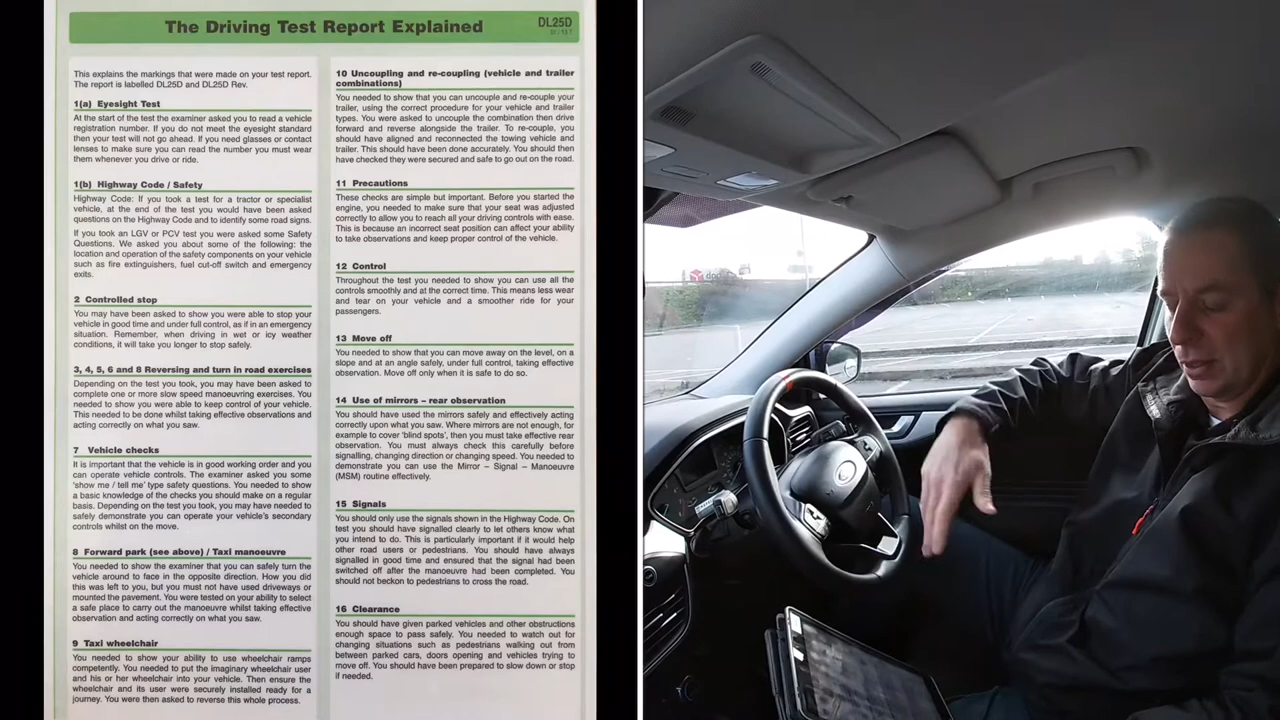 The Driving Test Report Explained
DL25D
This explains the markings that were made on your test report.
The report is labelled DL25D and DL25D Rev.
1(a) Eyesight Test
At the start of the test the examiner asked you to read a vehicle
registration number. If you do not meet the eyesight standard
then your test will not go ahead. If you need glasses or contact
lenses to make sure you can read the number you must wear
them whenever you drive or ride.
1(b) Highway Code / Safety
Highway Code: If you took a test for a tractor or specialist
vehicle, at the end of the test you would have been asked
questions on the Highway Code and to identify some road signs.
If you took an LGV or PCV test you were asked some Safety
Questions. We asked you about some of the following: the
location and operation of the safety components on your vehicle
such as fire extinguishers, fuel cut-off switch and emergency
exits.
2 Controlled stop
You may have been asked to show you were able to stop your
vehicle in good time and under full control, as if in an emergency
situation. Remember, when driving in wet or icy weather
conditions, it will take you longer to stop safely.
3, 4, 5, 6 and 8 Reversing and turn in road exercises
Depending on the test you took, you may have been asked to
complete one or more slow speed manoeuvring exercises. You
needed to show you were able to keep control of your vehicle.
This needed to be done whilst taking effective observations and
acting correctly on what you saw.
7 Vehicle checks
It is important that the vehicle is in good working order and you
can operate vehicle controls. The examiner asked you some
'show me / tell me' type safety questions. You needed to show
a basic knowledge of the checks you should make on a regular
basis. Depending on the test you took, you may have needed to
safely demonstrate you can operate your vehicle's secondary
controls whilst on the move.
8 Forward park (see above) / Taxi manoeuvre
You needed to show the examiner that you can safely turn the
vehicle around to face in the opposite direction. How you did
this was left to you, but you must not have used driveways or
mounted the pavement. You were tested on your ability to select
a safe place to carry out the manoeuvre whilst taking effective
observation and acting correctly on what you saw.
9 Taxi wheelchair
You needed to show your ability to use wheelchair ramps
competently. You needed to put the imaginary wheelchair user
and his or her wheelchair into your vehicle. Then ensure the
wheelchair and its user were securely installed ready for a
journey. You were then asked to reverse this whole process.
10 Uncoupling and re-coupling (vehicle and trailer
combinations)
You needed to show that you can uncouple and re-couple your
trailer, using the correct procedure for your vehicle and trailer
types. You were asked to uncouple the combination then drive
forward and reverse alongside the trailer. To re-couple, you
should have aligned and reconnected the towing vehicle and
trailer. This should have been done accurately. You should then
have checked they were secured and safe to go out on the road.
11 Precautions
These checks are simple but important. Before you started the
engine, you needed to make sure that your seat was adjusted
correctly to allow you to reach all your driving controls with ease.
This is because an incorrect seat position can affect your ability
to take observations and keep proper control of the vehicle.
12 Control
Throughout the test you needed to show you can use all the
controls smoothly and at the correct time. This means less wear
and tear on your vehicle and a smoother ride for your
passengers.
13 Move off
You needed to show that you can move away on the level, on a
slope and at an angle safely, under full control, taking effective
observation. Move off only when it is safe to do so.
14 Use of mirrors – rear observation
You should have used the mirrors safely and effectively acting
correctly upon what you saw. Where mirrors are not enough, for
example to cover 'blind spots', then you must take effective rear
observation. You must always check this carefully before
signalling, changing direction or changing speed. You needed to
demonstrate you can use the Mirror – Signal – Manoeuvre
(MSM) routine effectively.
15 Signals
You should only use the signals shown in the Highway Code. On
test you should have signalled clearly to let others know what
you intend to do. This is particularly important if it would help
other road users or pedestrians. You should have always
signalled in good time and ensured that the signal had been
switched off after the manoeuvre had been completed. You
should not beckon to pedestrians to cross the road.
16 Clearance
You should have given parked vehicles and other obstructions
enough space to pass safely. You needed to watch out for
changing situations such as pedestrians walking out from
between parked cars, doors opening and vehicles trying to
move off. You should have been prepared to slow down or stop
if needed.